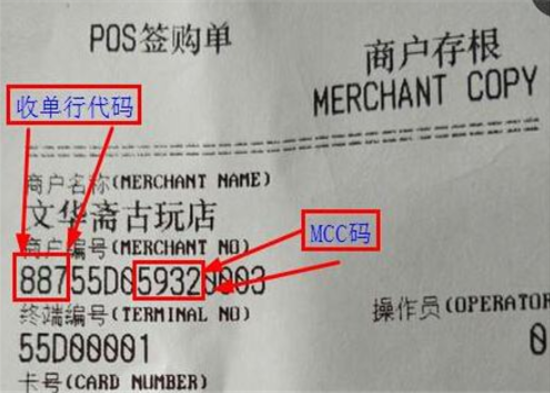 POS签购单
商户存根
MERCHANT COPY
收单行代码
商户名称(MERCHANT NAME)
文华斋古玩店
商户编号(MERCHANT NO)
MCC码
88755D059320003
终端编号(TERMINAL NO)
操作员(OPERATOR
55D00001
0
卡号(CARD NUMBER)